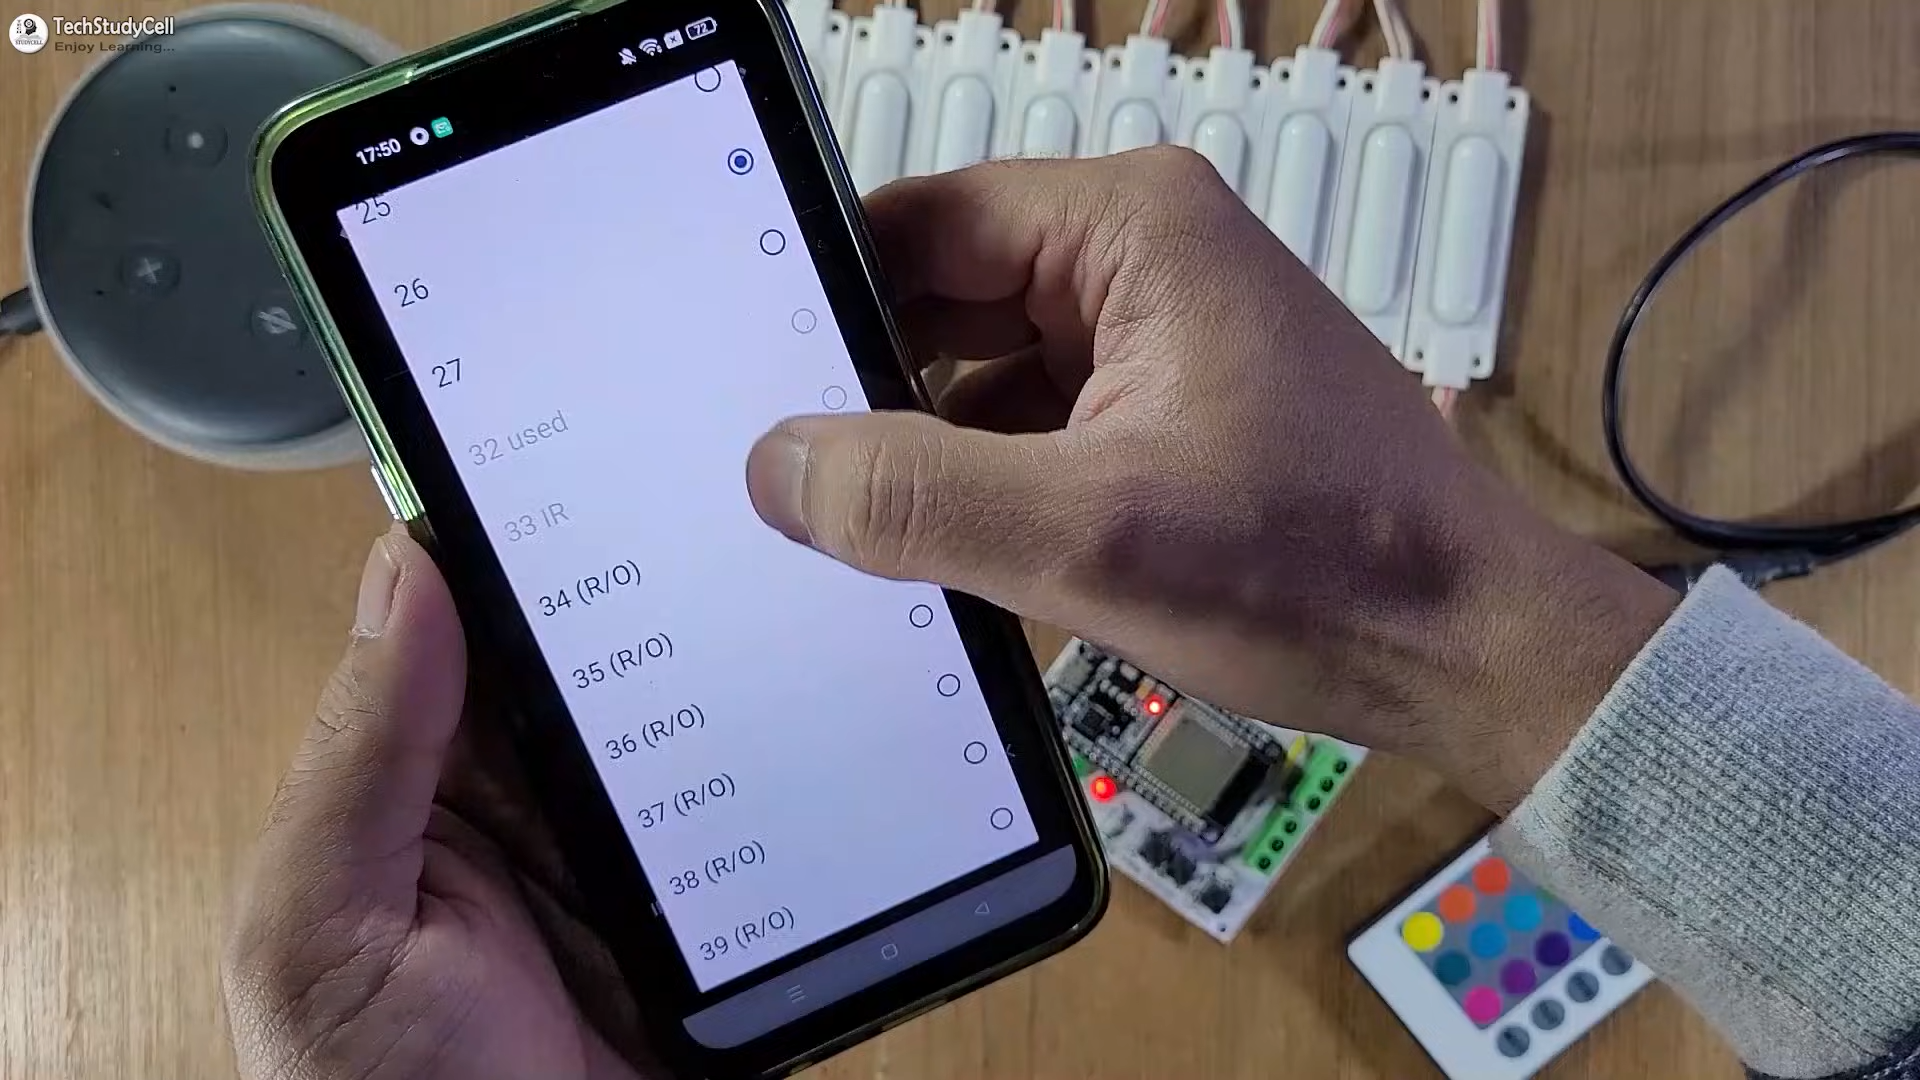 TechStudyCell
Enjoy Learning...
STUDYCELL
72
17:50
25
26
27
32 used
33 IR
34 (R/O)
35 (R/O)
36 (R/O)
37 (R/O)
38 (R/O)
39 (R/O)